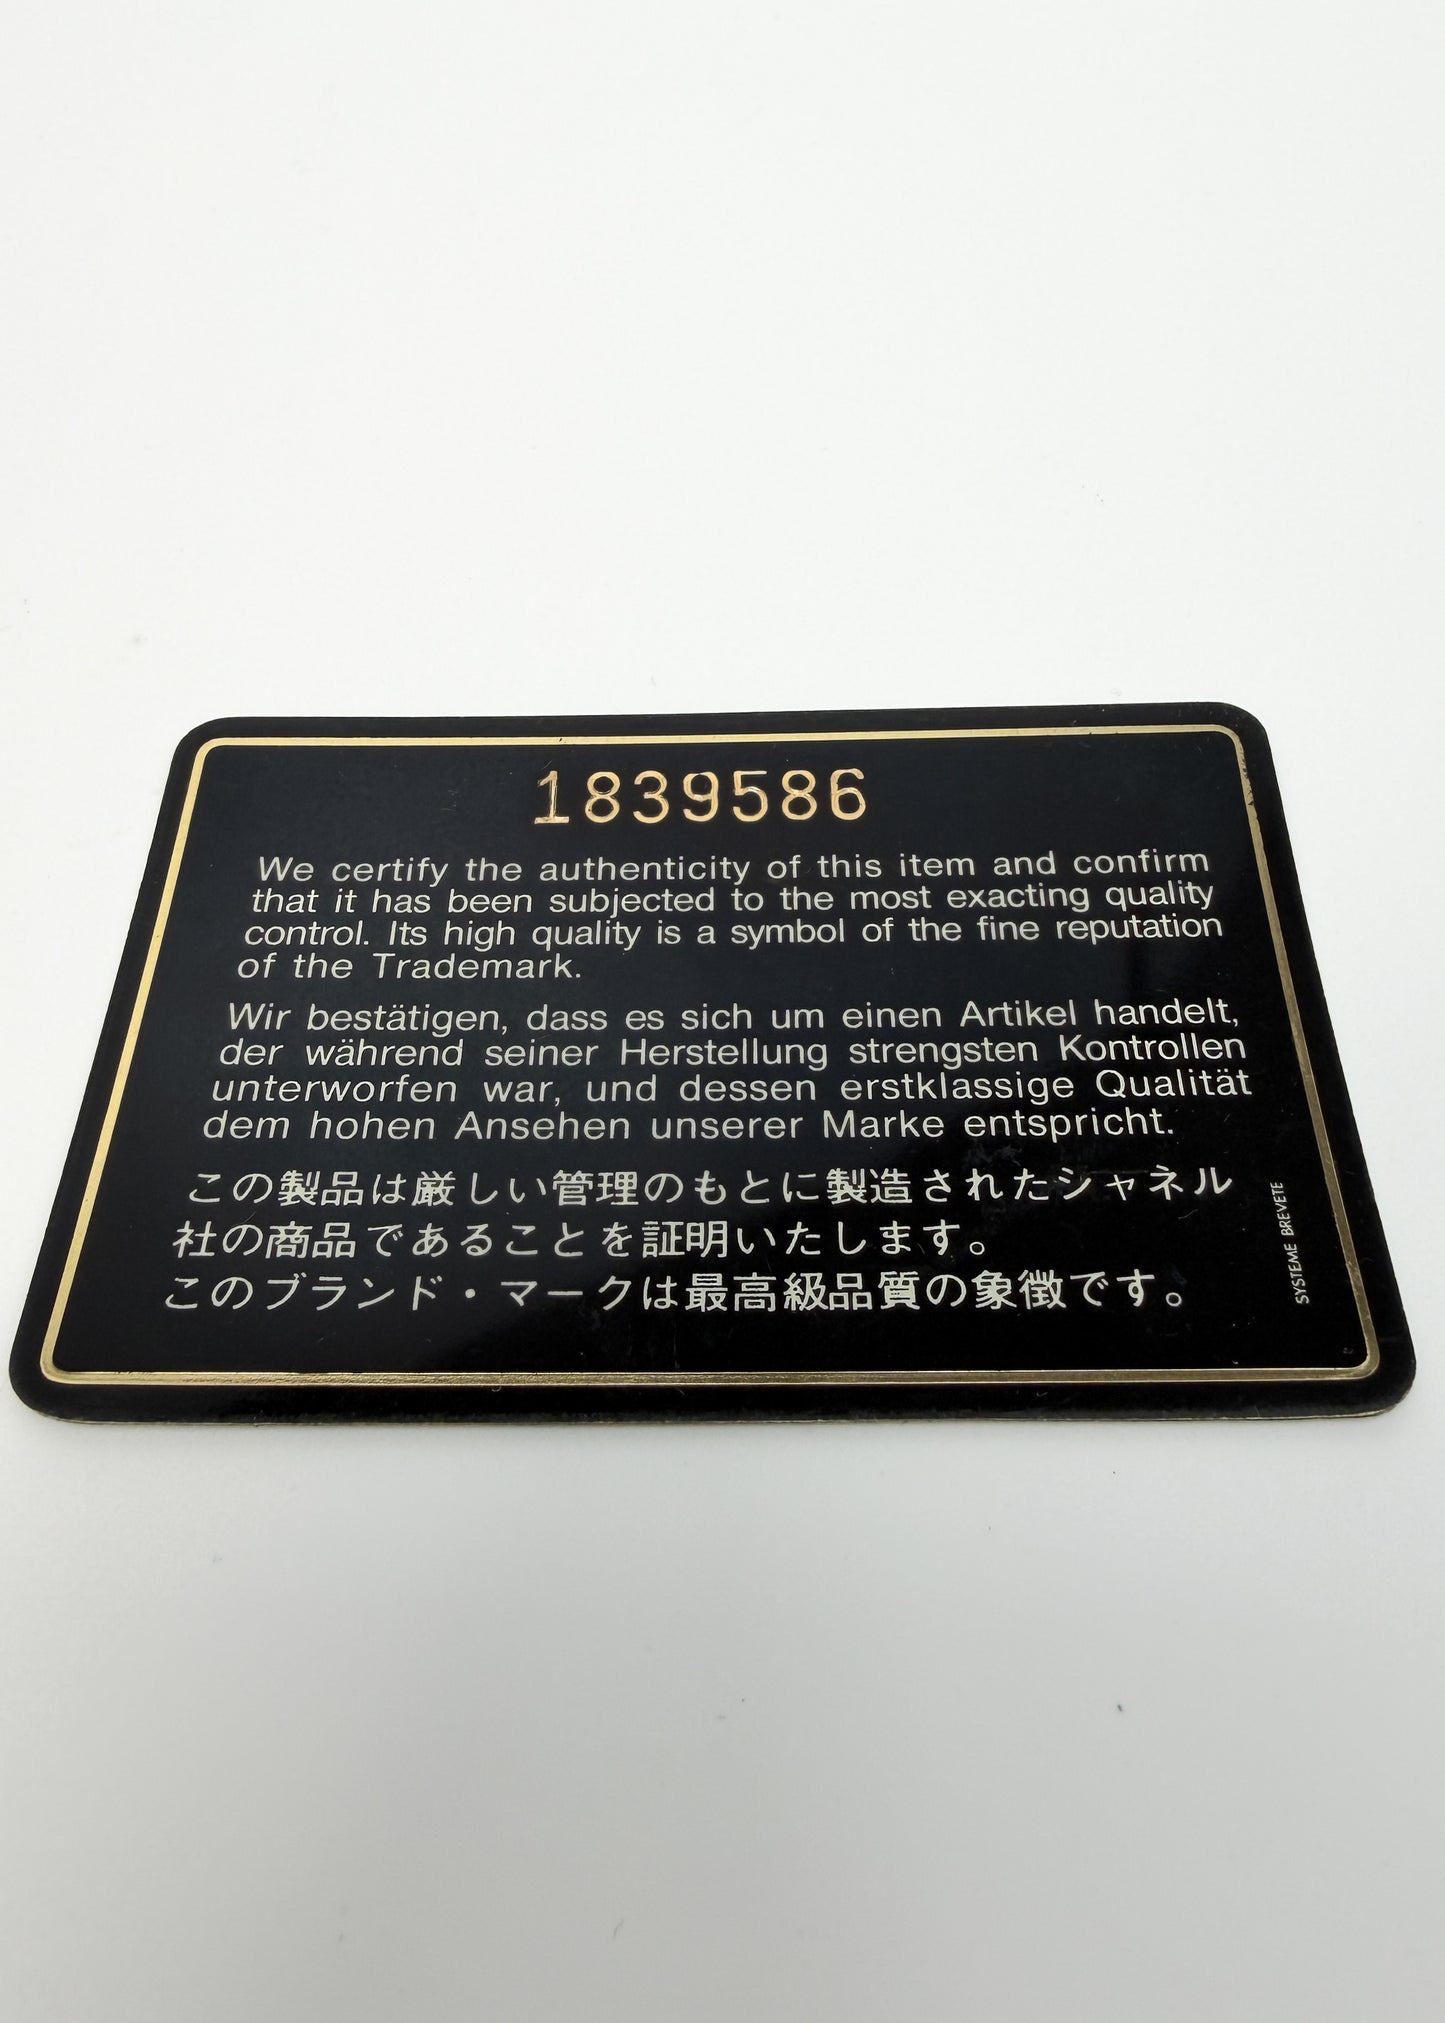 1839586
We certify the authenticity of this item and confirm
that it has been subjected to the most exacting quality
control. Its high quality is a symbol of the fine reputation
of the Trademark.
Wir bestätigen, dass es sich um einen Artikel handelt,
der während seiner Herstellung strengsten Kontrollen
unterworfen war, und dessen erstklassige Qualität
dem hohen Ansehen unserer Marke entspricht.
この製品は厳しい管理のもとに製造されたシャネル
社の商品であることを証明いたします。
このブランド・マークは最高級品質の象徴です。
SYSTEME BREVETE